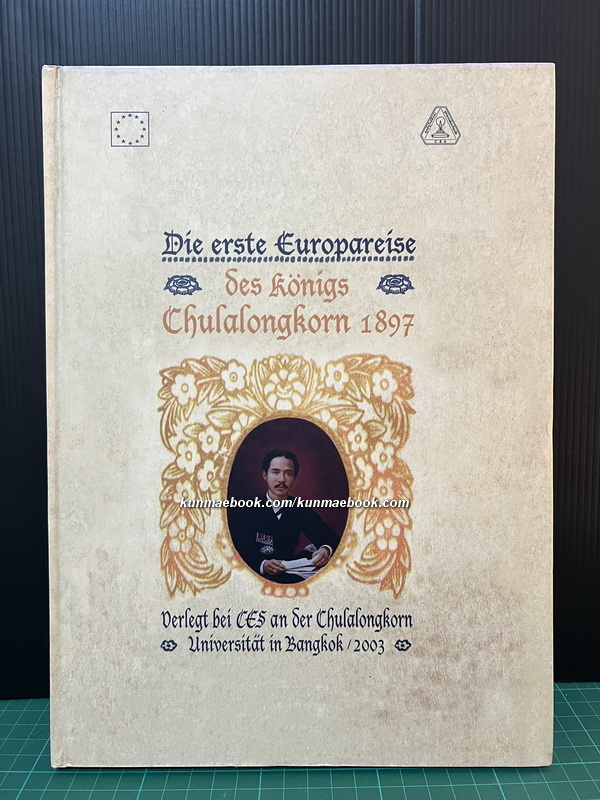 C E S
Die erste Europareise
des Königs
Chulalongkorn 1897
kunmaebook.com/kunmaebook.com
Verlegt bei CES an der Chulalongkorn
Universität in Bangkok / 2003